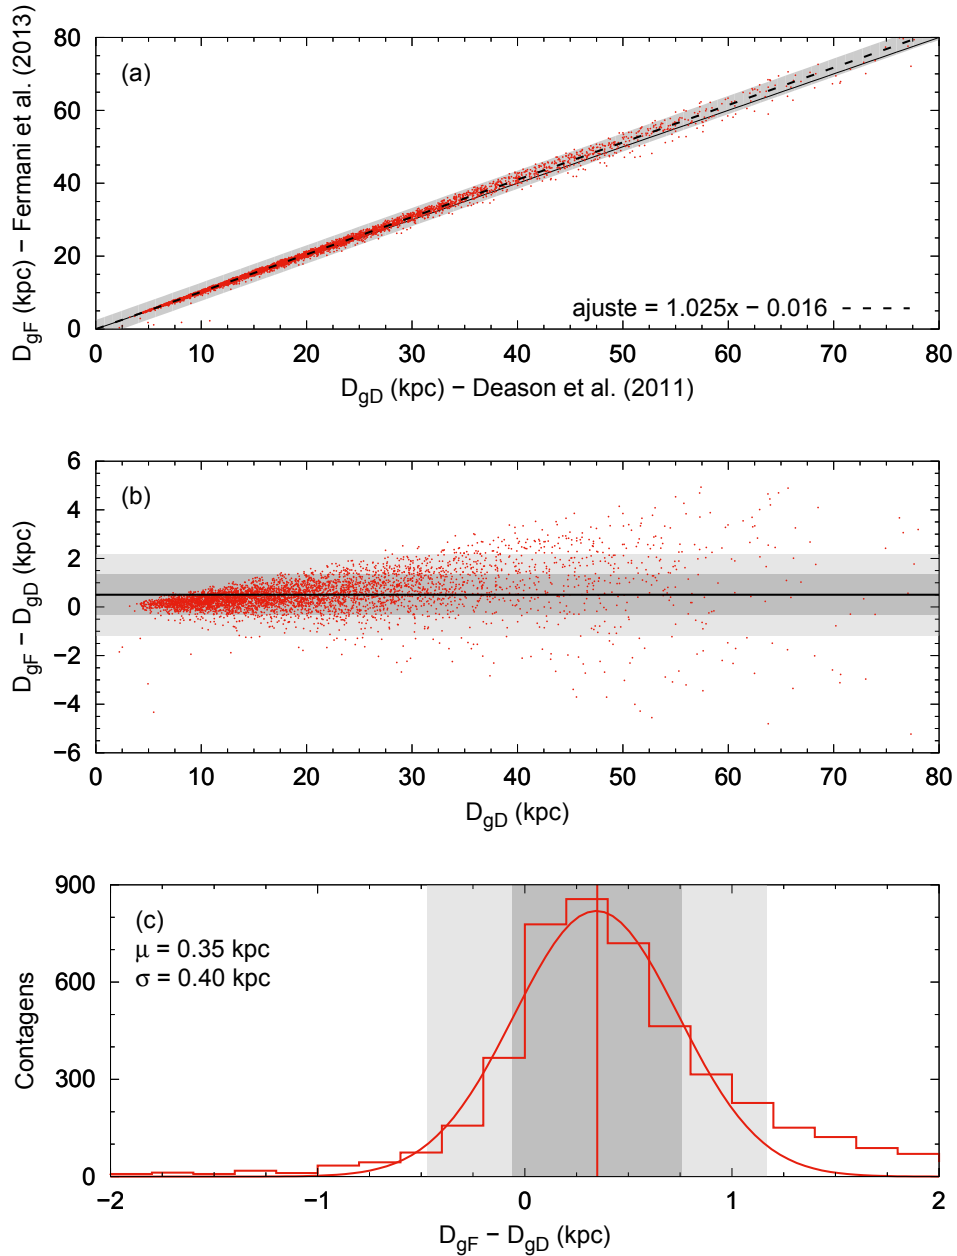 80
60
40
20
0
D_gF (kpc) − Fermani et al. (2013)
(a)
ajuste = 1.025x − 0.016
0 10 20 30 40 50 60 70 80
D_gD (kpc) − Deason et al. (2011)
6
4
2
0
−2
−4
−6
D_gF − D_gD (kpc)
(b)
0 10 20 30 40 50 60 70 80
D_gD (kpc)
900
600
300
0
Contagens
(c)
μ = 0.35 kpc
σ = 0.40 kpc
−2 −1 0 1 2
D_gF − D_gD (kpc)